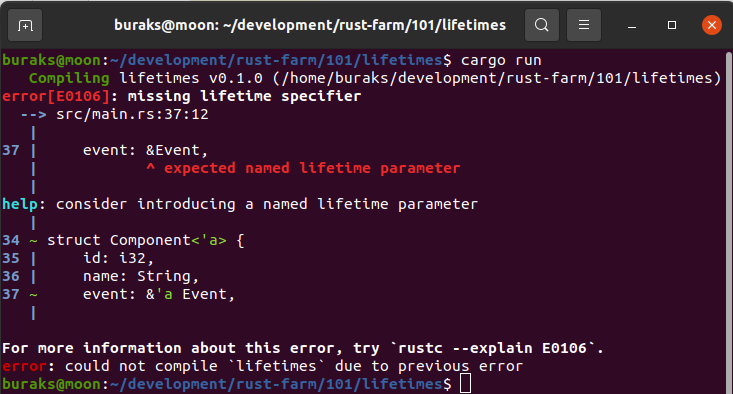 buraks@moon: ~/development/rust-farm/101/lifetimes
buraks@moon:~/development/rust-farm/101/lifetimes$ cargo run
   Compiling lifetimes v0.1.0 (/home/buraks/development/rust-farm/101/lifetimes)
error[E0106]: missing lifetime specifier
  --> src/main.rs:37:12
   |
37 |     event: &Event,
   |            ^ expected named lifetime parameter
   |
help: consider introducing a named lifetime parameter
   |
34 ~ struct Component<'a> {
35 |     id: i32,
36 |     name: String,
37 ~     event: &'a Event,
   |
For more information about this error, try `rustc --explain E0106`.
error: could not compile `lifetimes` due to previous error
buraks@moon:~/development/rust-farm/101/lifetimes$